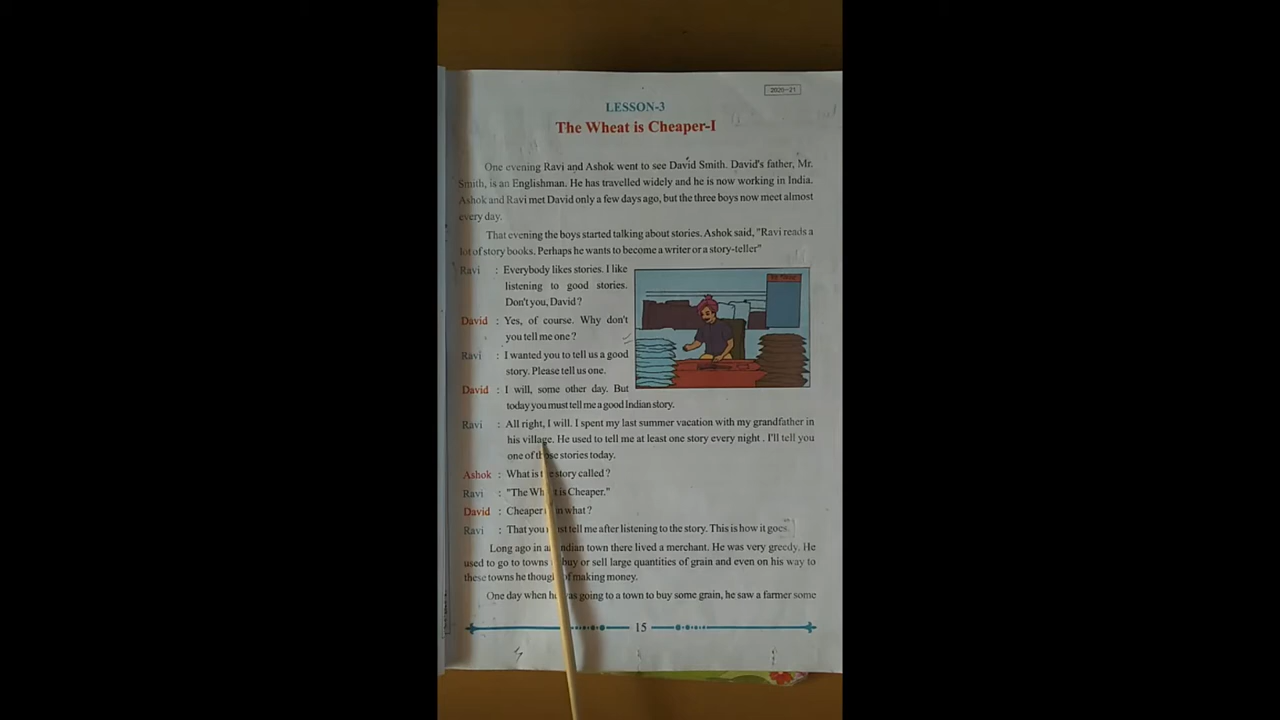 2020-21
LESSON-3
The Wheat is Cheaper-I
One evening Ravi and Ashok went to see David Smith. David's father, Mr.
Smith, is an Englishman. He has travelled widely and he is now working in India.
Ashok and Ravi met David only a few days ago, but the three boys now meet almost
every day.
That evening the boys started talking about stories. Ashok said, "Ravi reads a
lot of story books. Perhaps he wants to become a writer or a story-teller"
Ravi : Everybody likes stories. I like
listening to good stories.
Don't you, David ?
David : Yes, of course. Why don't
you tell me one ?
Ravi : I wanted you to tell us a good
story. Please tell us one.
David : I will, some other day. But
today you must tell me a good Indian story.
Ravi : All right, I will. I spent my last summer vacation with my grandfather in
his village. He used to tell me at least one story every night . I'll tell you
one of those stories today.
Ashok : What is the story called ?
Ravi : "The Wheat is Cheaper."
David : Cheaper than what ?
Ravi : That you must tell me after listening to the story. This is how it goes.
Long ago in an Indian town there lived a merchant. He was very greedy. He
used to go to towns buy or sell large quantities of grain and even on his way to
these towns he thought of making money.
One day when he was going to a town to buy some grain, he saw a farmer some
15